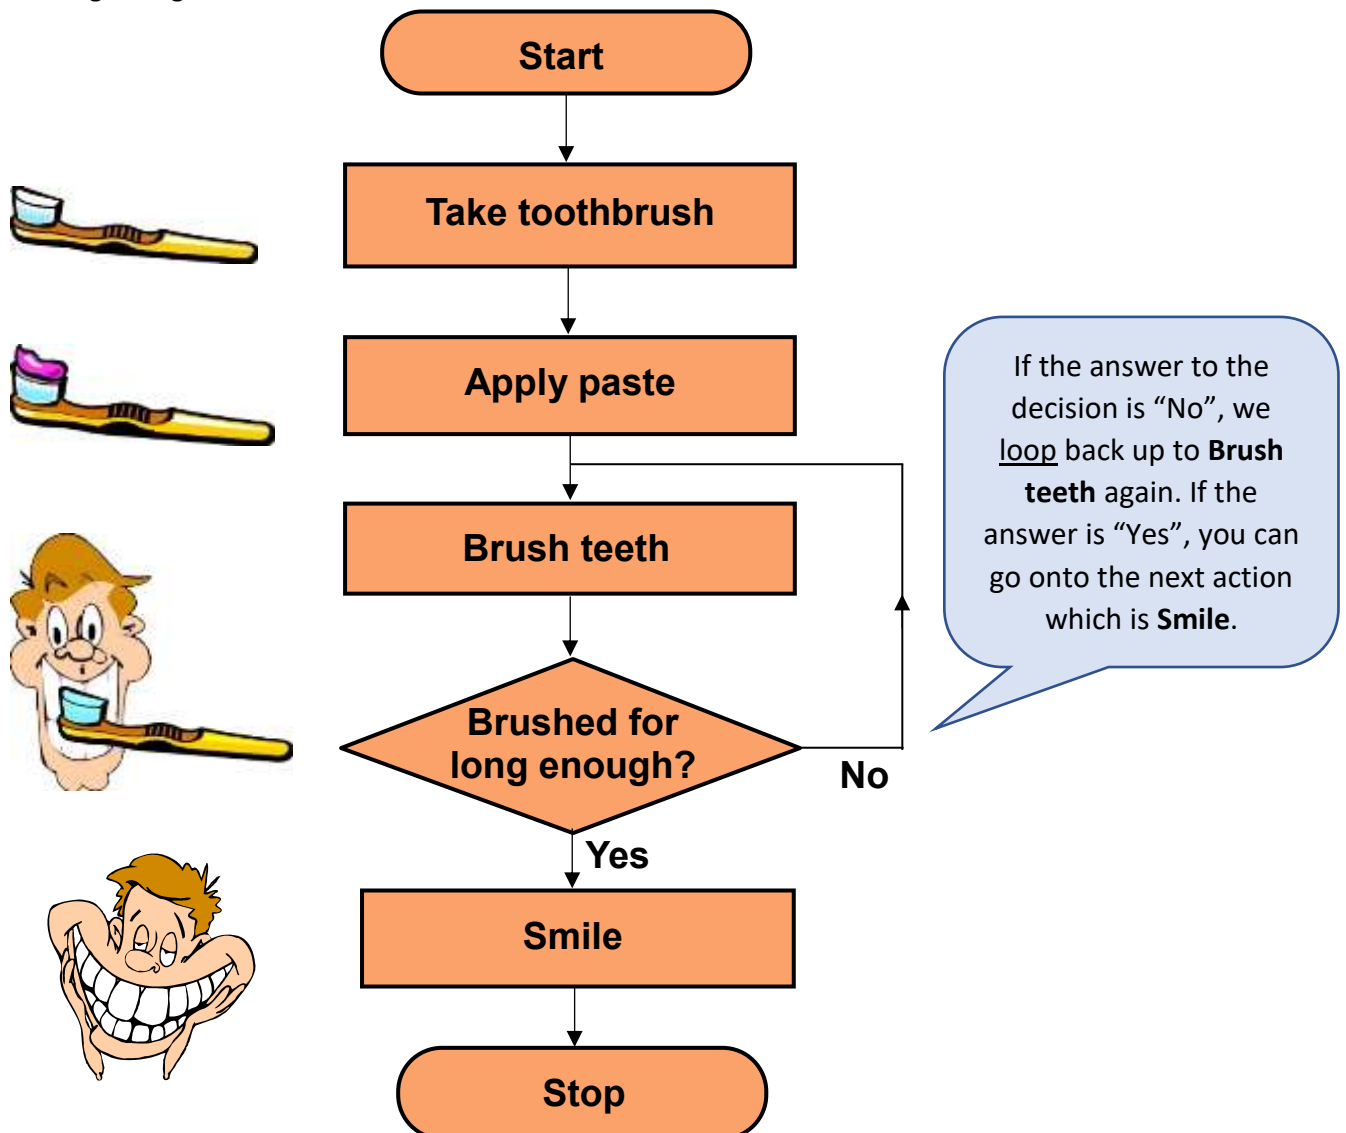 Start
Take toothbrush
Apply paste
If the answer to the
decision is “No”, we
loop back up to Brush
teeth again. If the
answer is “Yes”, you can
go onto the next action
which is Smile.
Brush teeth
Brushed for
long enough?
No
Yes
Smile
Stop